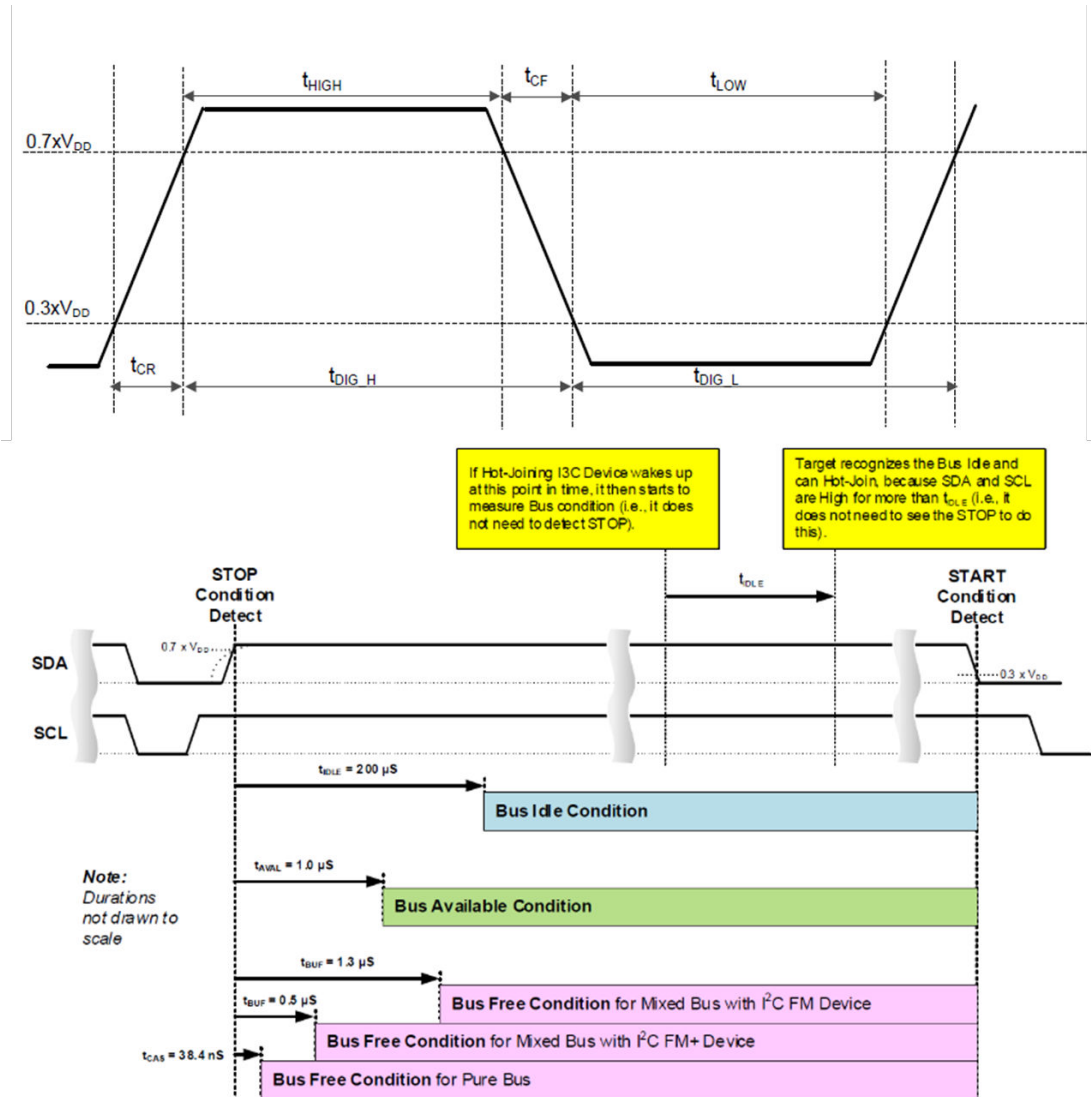 tHIGH
tCF
tLOW
0.7xVDD
0.3xVDD
tCR
tDIG_H
tDIG_L
If Hot-Joining I3C Device wakes up
at this point in time, it then starts to
measure Bus condition (i.e., it does
not need to detect STOP).
Target recognizes the Bus Idle and
can Hot-Join, because SDA and SCL
are High for more than tIDLE (i.e., it
does not need to see the STOP to do
this).
STOP
Condition
Detect
tIDLE
START
Condition
Detect
0.7 x VDD
SDA
0.3 x VDD
SCL
tIDLE = 200 µS
Bus Idle Condition
tAVAL = 1.0 µS
Note:
Durations
not drawn to
scale
Bus Available Condition
tBUF = 1.3 µS
Bus Free Condition for Mixed Bus with I²C FM Device
tBUF = 0.5 µS
Bus Free Condition for Mixed Bus with I²C FM+ Device
tCAS = 38.4 nS
Bus Free Condition for Pure Bus